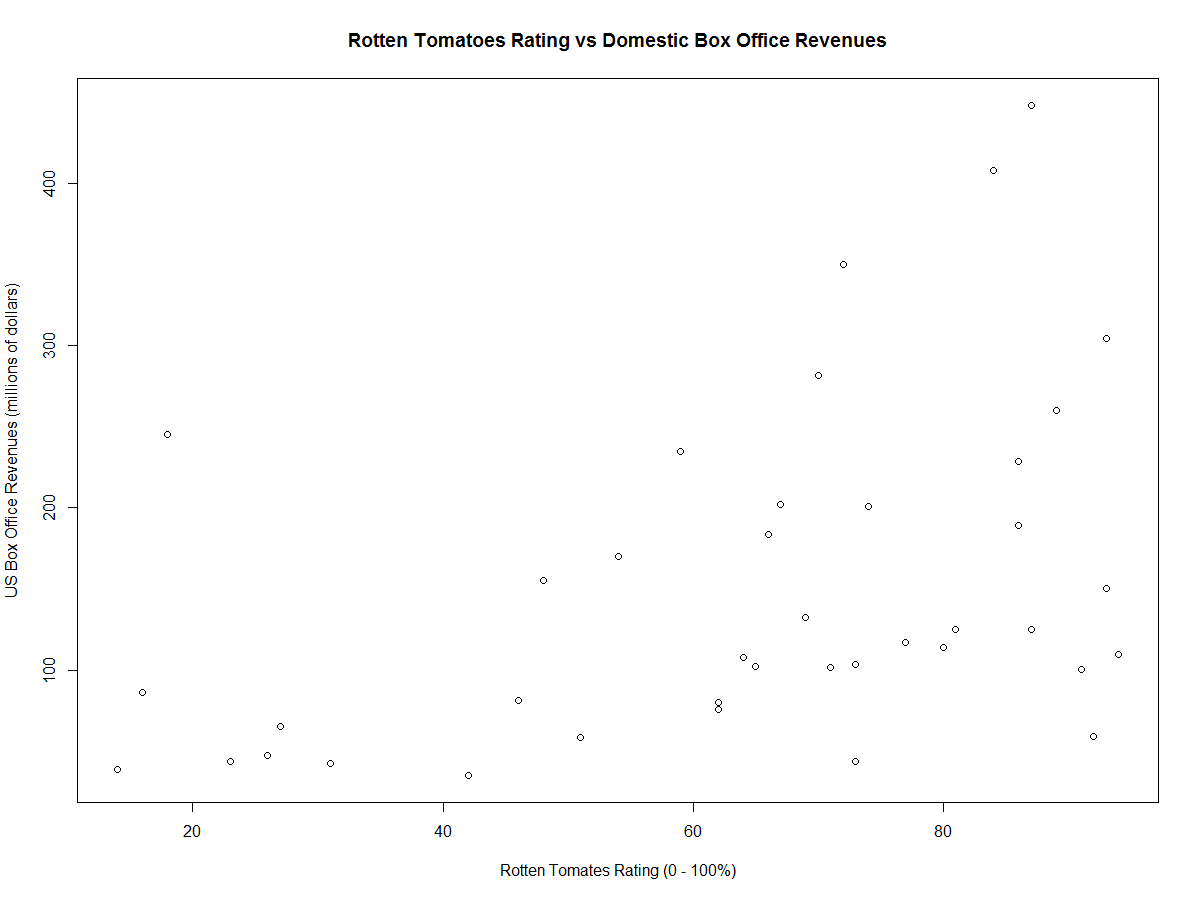 Rotten Tomatoes Rating vs Domestic Box Office Revenues
US Box Office Revenues (millions of dollars)
400
300
200
100
20 40 60 80
Rotten Tomates Rating (0 - 100%)